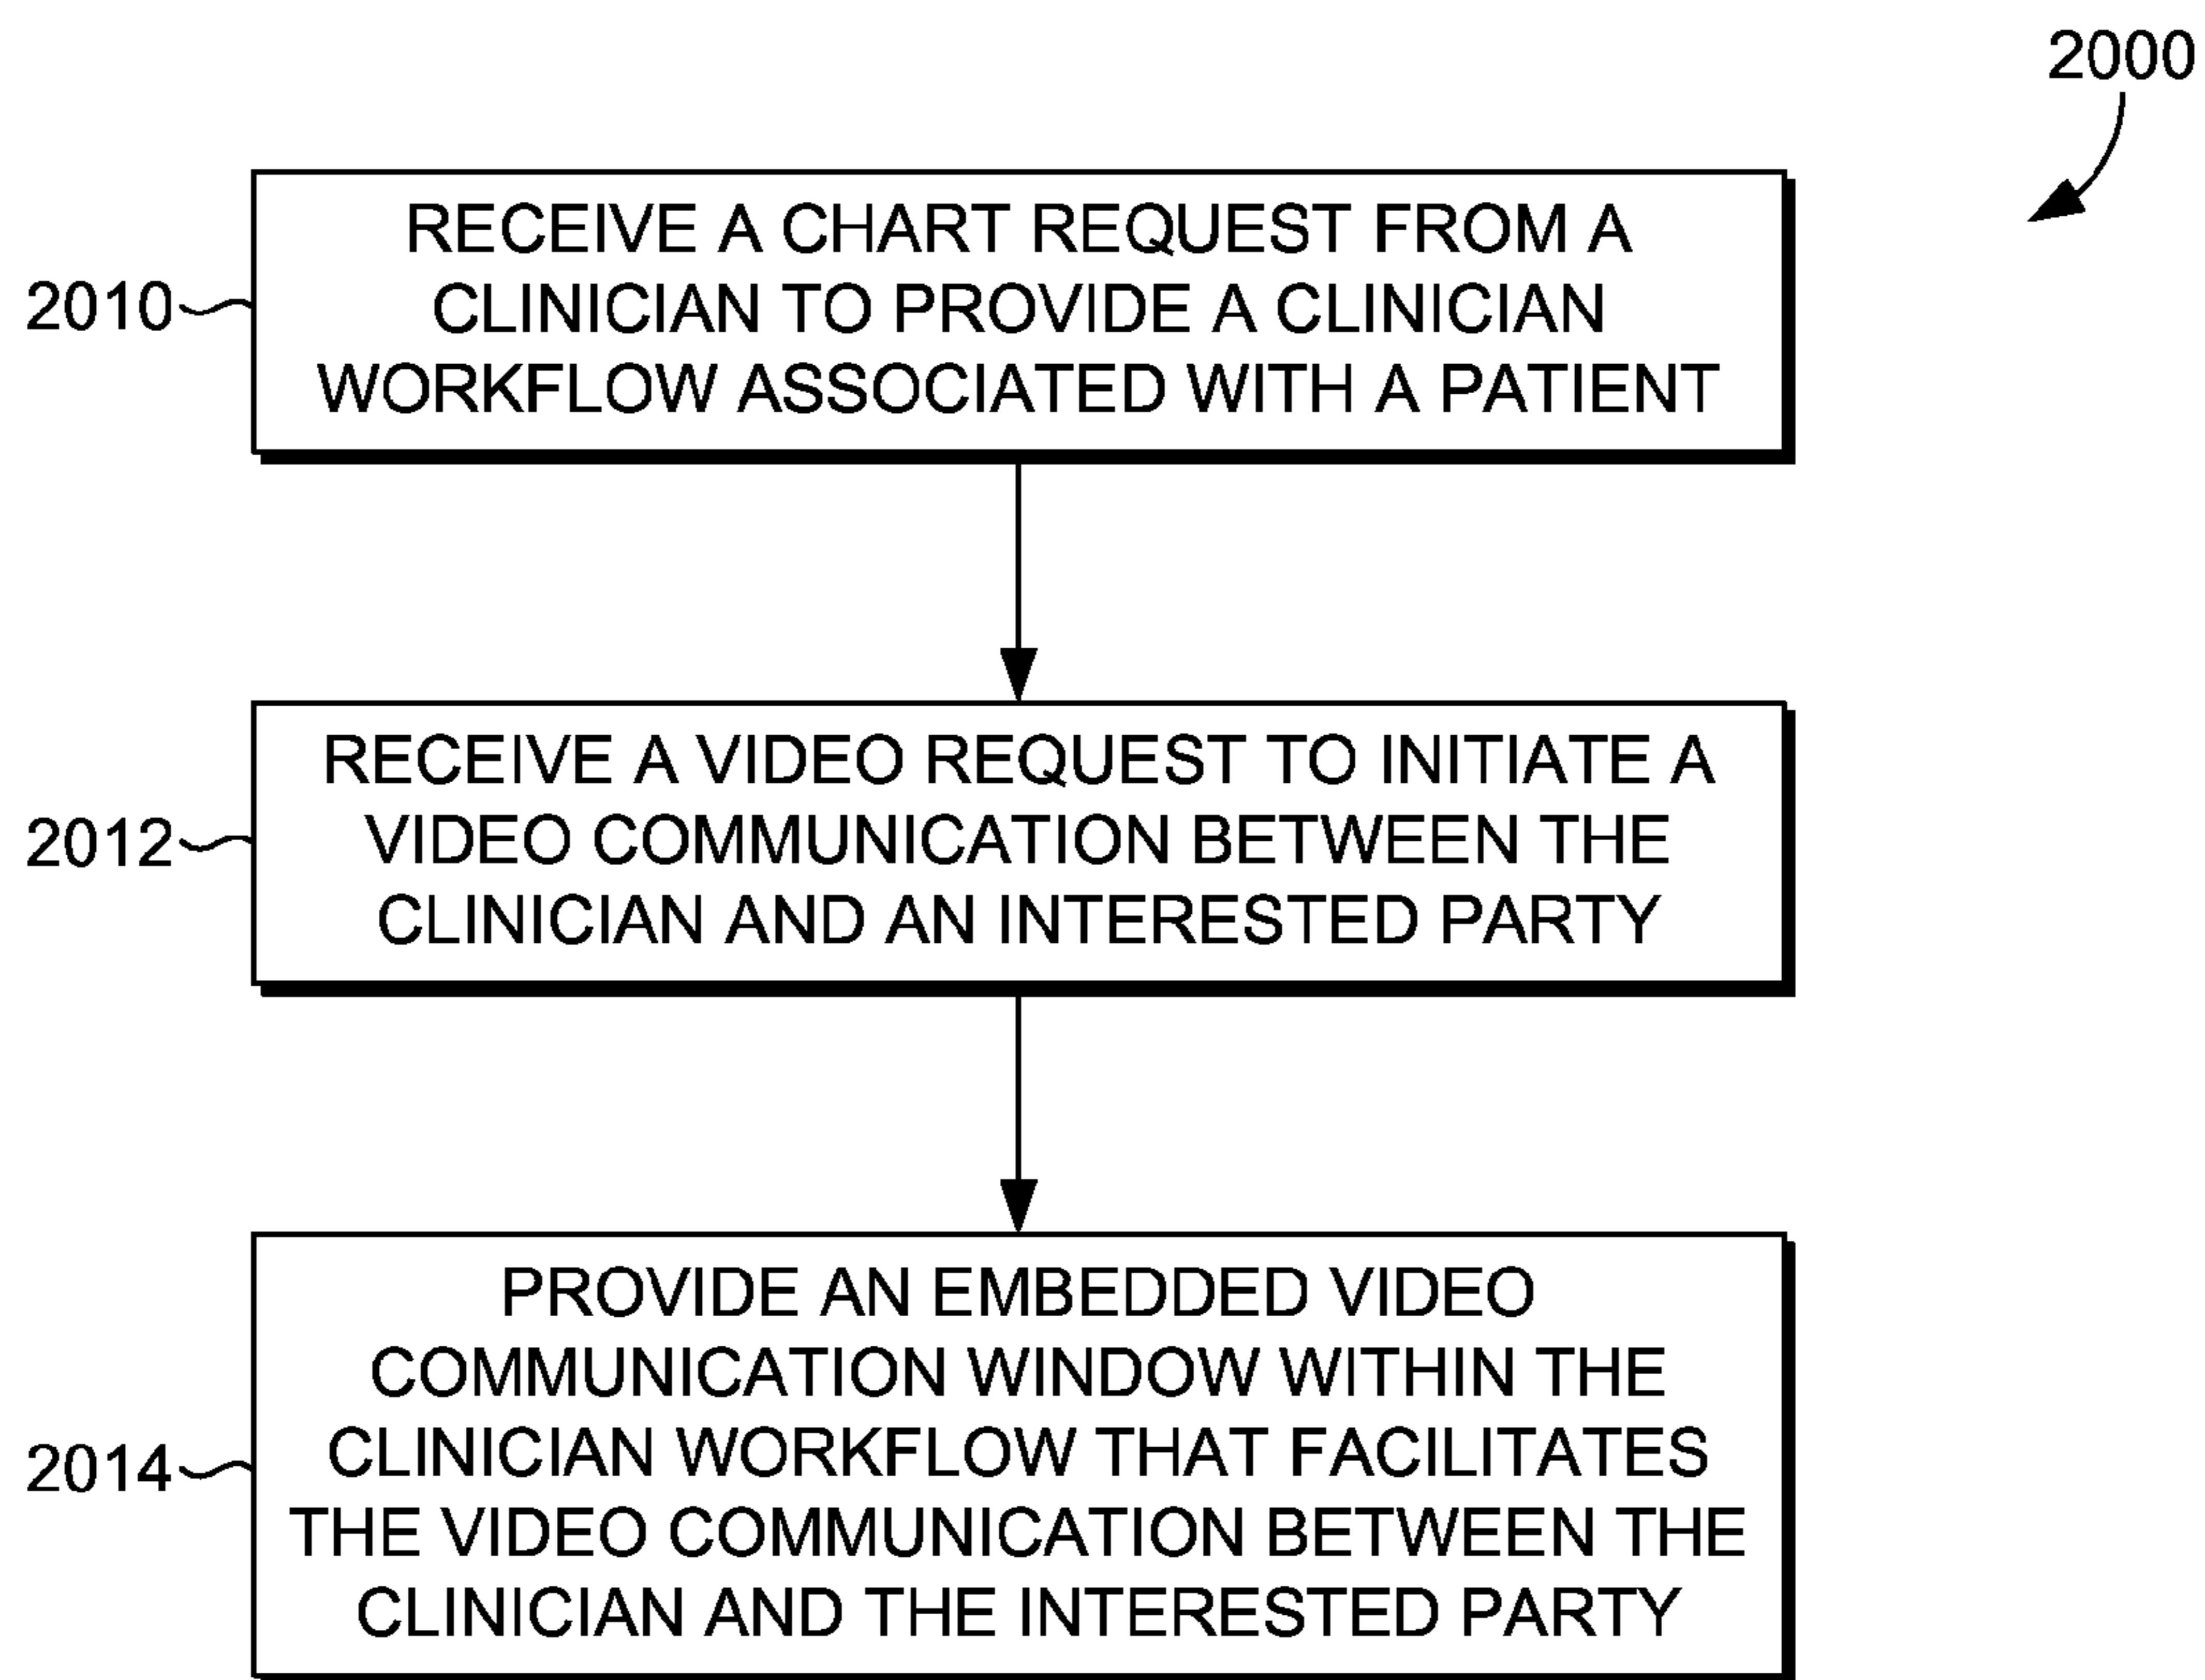 2000
RECEIVE A CHART REQUEST FROM A
CLINICIAN TO PROVIDE A CLINICIAN
WORKFLOW ASSOCIATED WITH A PATIENT
2010
RECEIVE A VIDEO REQUEST TO INITIATE A
VIDEO COMMUNICATION BETWEEN THE
CLINICIAN AND AN INTERESTED PARTY
2012
PROVIDE AN EMBEDDED VIDEO
COMMUNICATION WINDOW WITHIN THE
CLINICIAN WORKFLOW THAT FACILITATES
THE VIDEO COMMUNICATION BETWEEN THE
CLINICIAN AND THE INTERESTED PARTY
2014